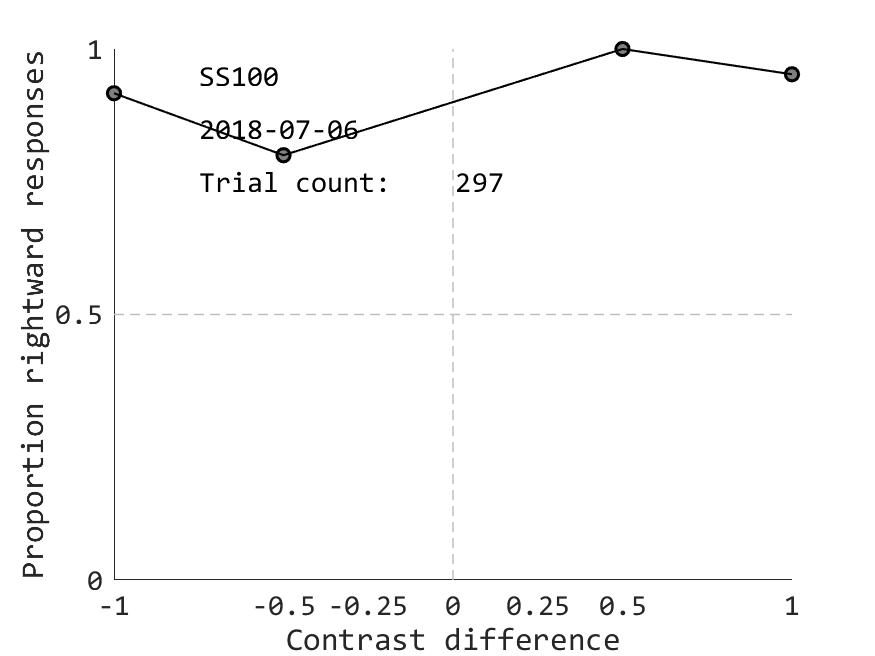 1
SS100
2018-07-06
Trial count: 297
Proportion rightward responses
0.5
0
-1 -0.5 -0.25 0 0.25 0.5 1
Contrast difference